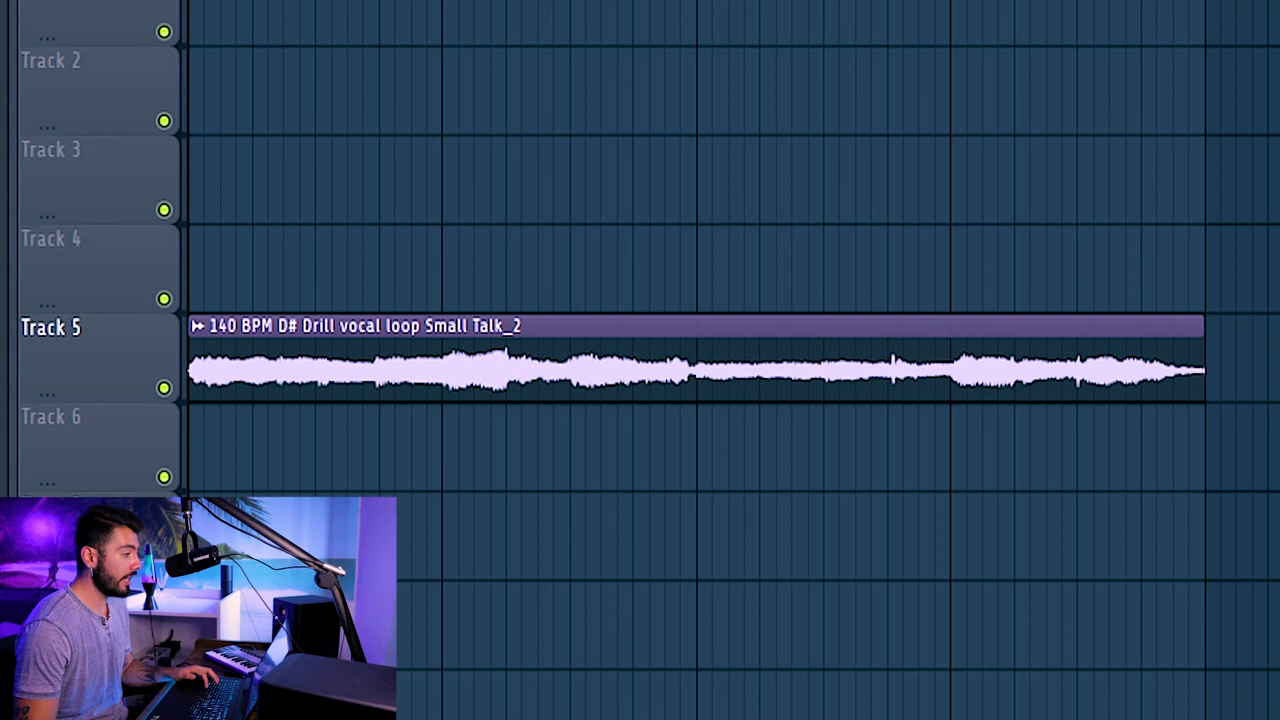 ...
Track 2
...
Track 3
...
Track 4
...
Track 5
140 BPM D# Drill vocal loop Small Talk_2
...
Track 6
...